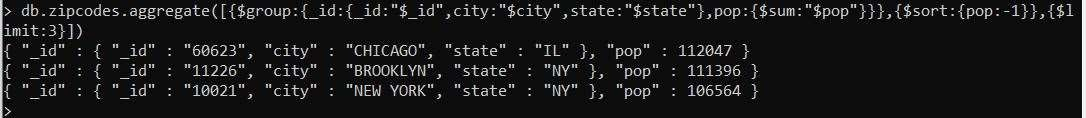 > db.zipcodes.aggregate([{$group:{_id:{_id:"$_id",city:"$city",state:"$state"},pop:{$sum:"$pop"}}},{$sort:{pop:-1}},{$l
imit:3}])
{ "_id" : { "_id" : "60623", "city" : "CHICAGO", "state" : "IL" }, "pop" : 112047 }
{ "_id" : { "_id" : "11226", "city" : "BROOKLYN", "state" : "NY" }, "pop" : 111396 }
{ "_id" : { "_id" : "10021", "city" : "NEW YORK", "state" : "NY" }, "pop" : 106564 }
>